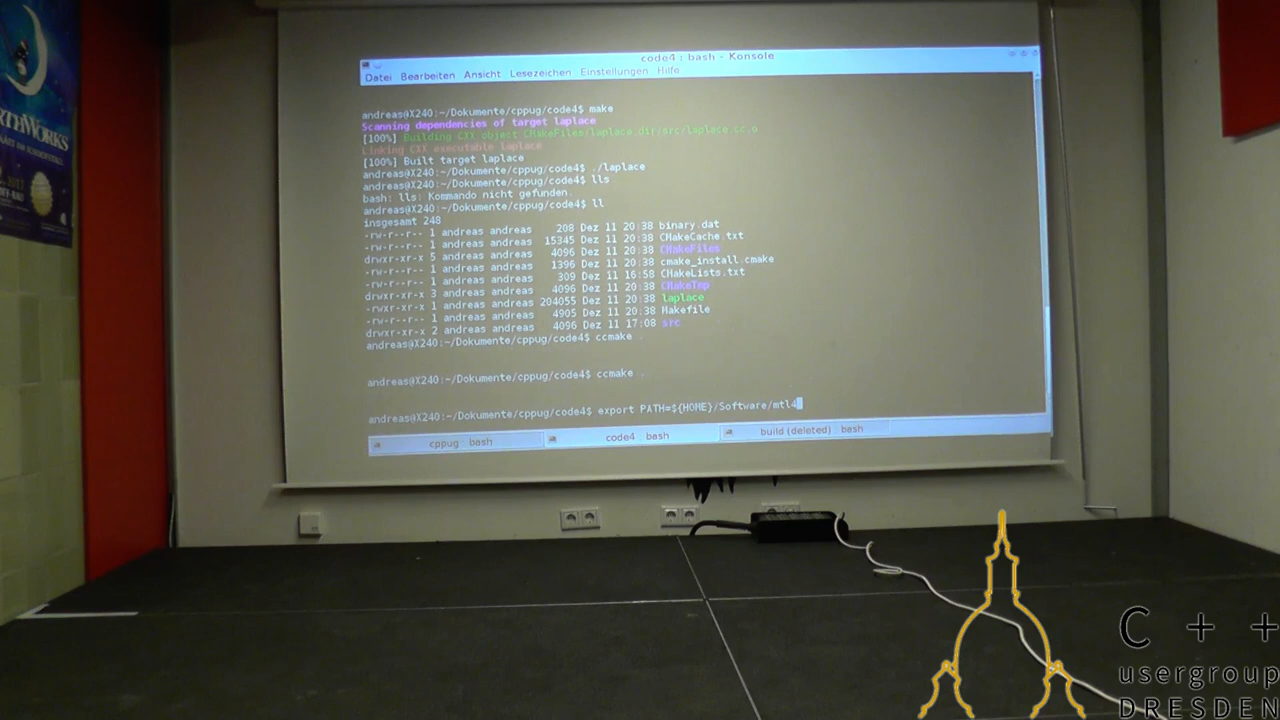 code4 : bash - Konsole
Datei Bearbeiten Ansicht Lesezeichen Einstellungen Hilfe
andreas@X240:~/Dokumente/cppug/code4$ make
Scanning dependencies of target laplace
[100%] Building CXX object CMakeFiles/laplace.dir/src/laplace.cc.o
Linking CXX executable laplace
[100%] Built target laplace
andreas@X240:~/Dokumente/cppug/code4$ ./laplace
andreas@X240:~/Dokumente/cppug/code4$ lls
bash: lls: Kommando nicht gefunden.
andreas@X240:~/Dokumente/cppug/code4$ ll
insgesamt 248
-rw-r--r-- 1 andreas andreas 208 Dez 11 20:38 binary.dat
-rw-r--r-- 1 andreas andreas 15345 Dez 11 20:38 CMakeCache.txt
drwxr-xr-x 5 andreas andreas 4096 Dez 11 20:38 CMakeFiles
-rw-r--r-- 1 andreas andreas 1396 Dez 11 20:38 cmake_install.cmake
-rw-r--r-- 1 andreas andreas 309 Dez 11 16:58 CMakeLists.txt
drwxr-xr-x 3 andreas andreas 4096 Dez 11 20:38 CMakeTmp
-rwxr-xr-x 1 andreas andreas 204055 Dez 11 20:38 laplace
-rw-r--r-- 1 andreas andreas 4905 Dez 11 20:38 Makefile
drwxr-xr-x 2 andreas andreas 4096 Dez 11 17:08 src
andreas@X240:~/Dokumente/cppug/code4$ ccmake .
andreas@X240:~/Dokumente/cppug/code4$ ccmake .
andreas@X240:~/Dokumente/cppug/code4$ export PATH=${HOME}/Software/mtl4
cppug : bash
code4 : bash
build (deleted) : bash
C++
usergroup
DRESDEN